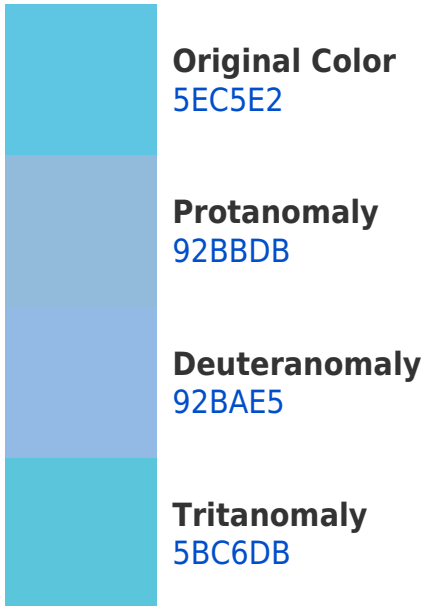 Original Color
5EC5E2
Protanomaly
92BBDB
Deuteranomaly
92BAE5
Tritanomaly
5BC6DB